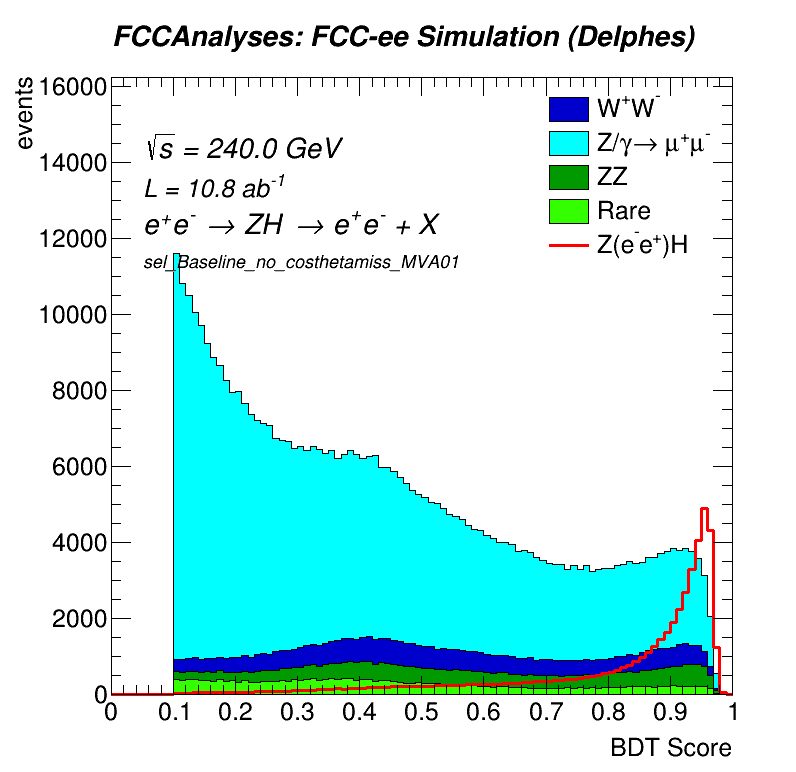 FCCAnalyses: FCC-ee Simulation (Delphes)
events
16000
14000
12000
10000
8000
6000
4000
2000
0
√s = 240.0 GeV
L = 10.8 ab⁻¹
e⁺e⁻ → ZH → e⁺e⁻ + X
sel_Baseline_no_costhetamiss_MVA01
W⁺W⁻
Z/γ→ μ⁺μ⁻
ZZ
Rare
Z(e⁻e⁺)H
0 0.1 0.2 0.3 0.4 0.5 0.6 0.7 0.8 0.9 1
BDT Score